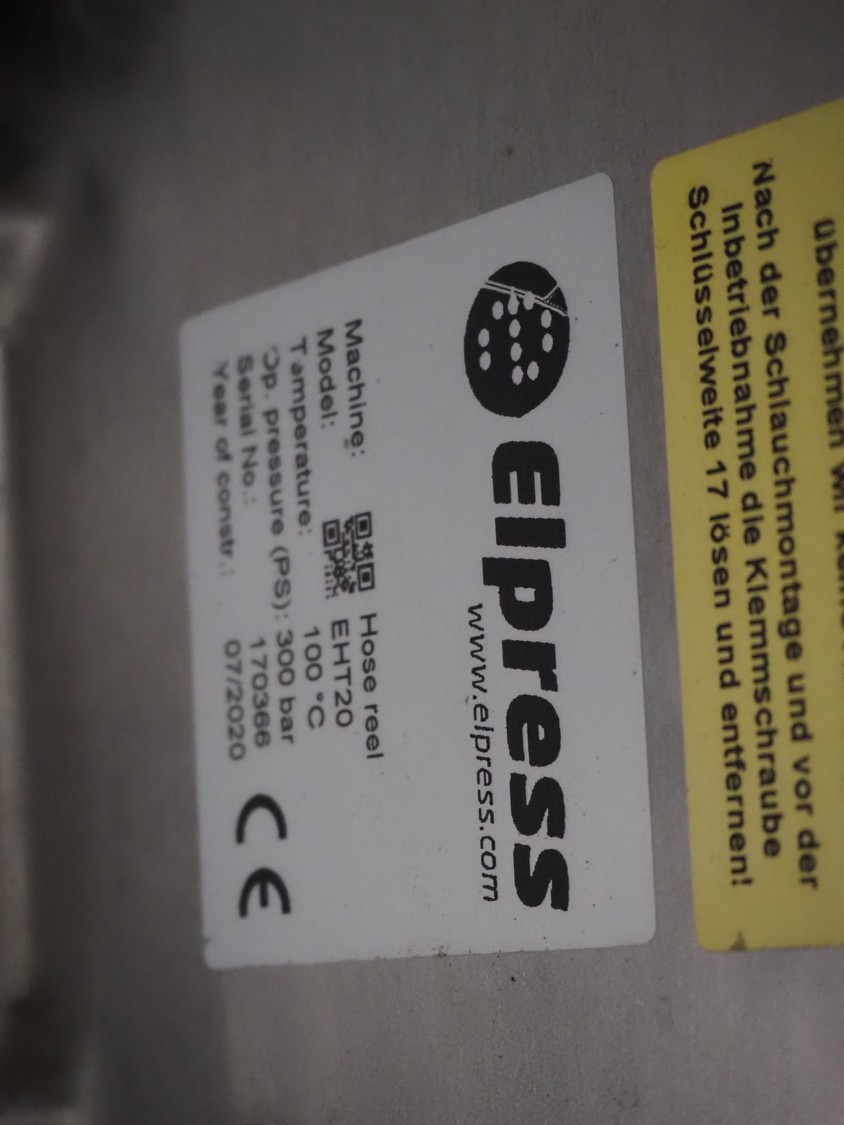 elpress
www.elpress.com
Machine: Hose reel
Model: EHT20
Temperature: 100 °C
Op. pressure (PS): 300 bar
Serial No.: 170366
Year of constr.: 07/2020
CE
übernehmen wir
Nach der Schlauchmontage und vor der
Inbetriebnahme die Klemmschraube
Schlüsselweite 17 lösen und entfernen!